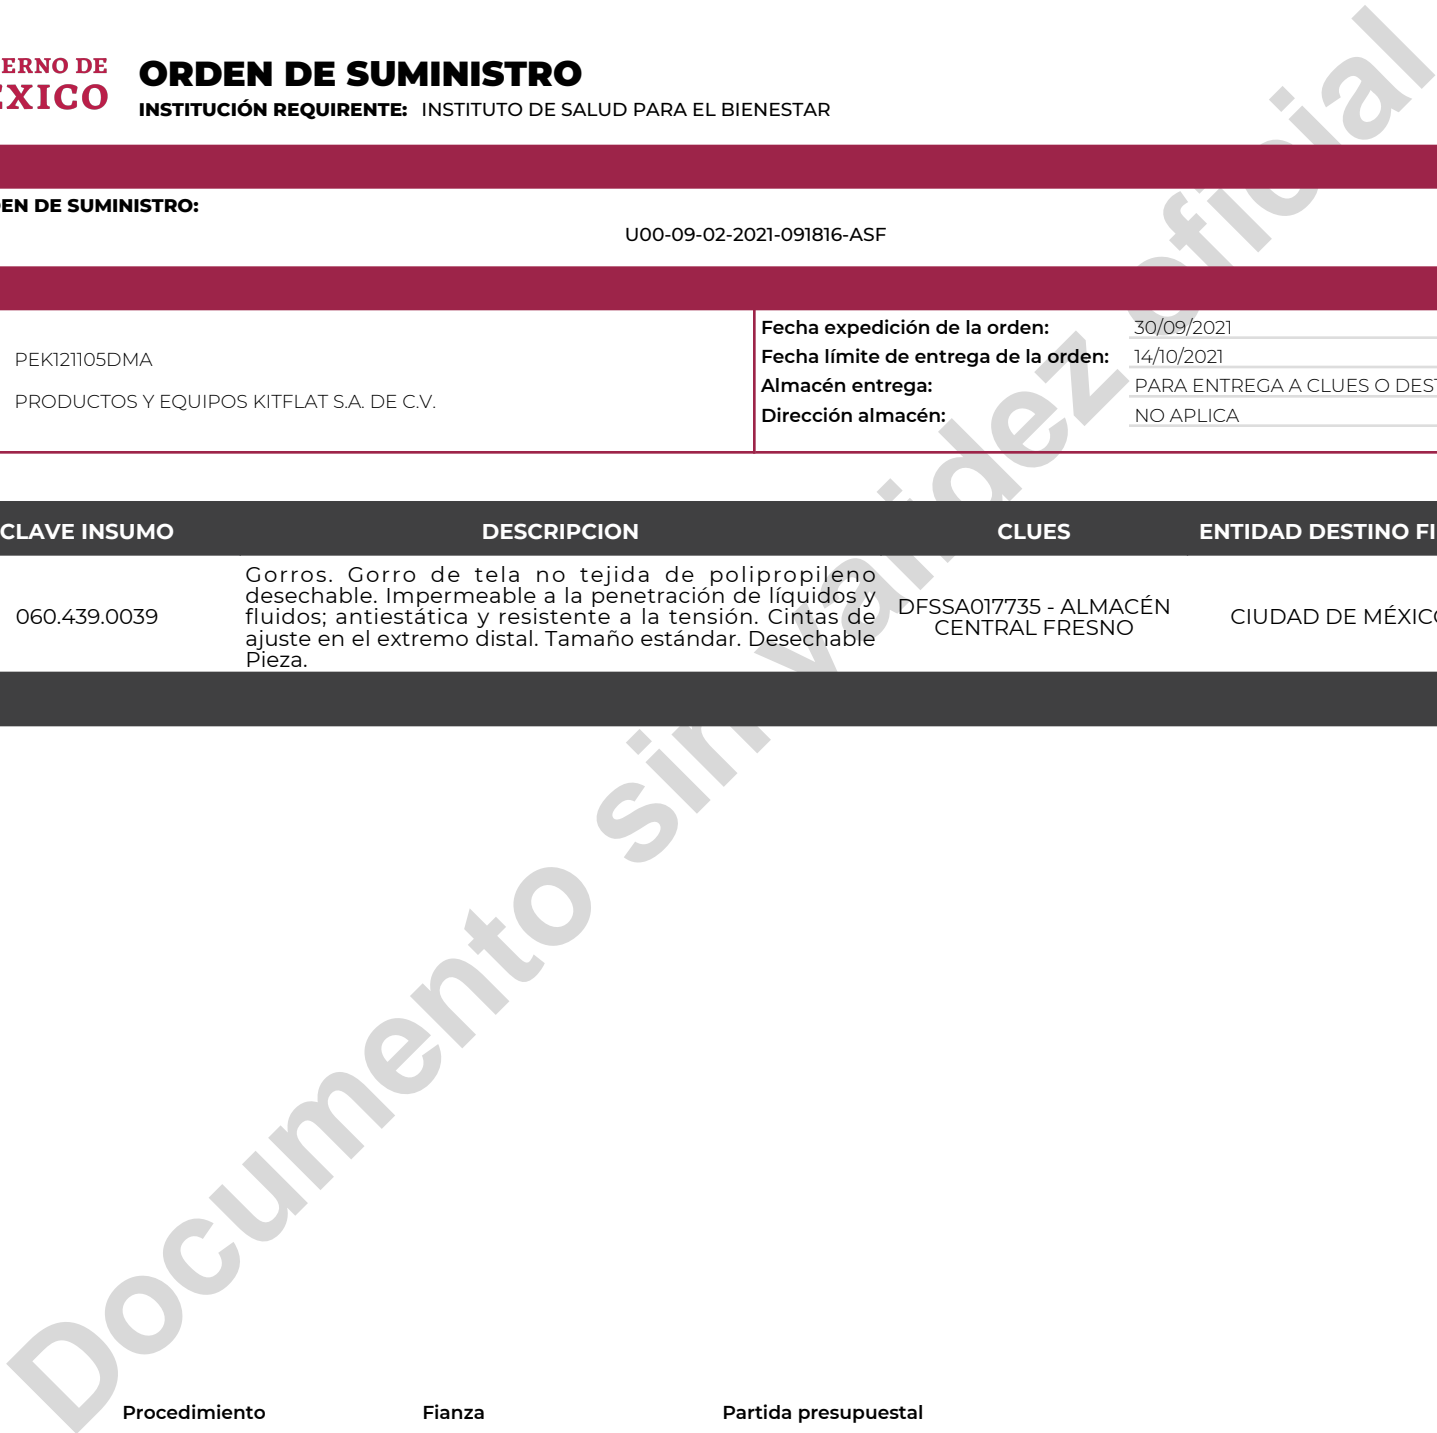 ERNO DE
ÉXICO
ORDEN DE SUMINISTRO
INSTITUCIÓN REQUIRENTE: INSTITUTO DE SALUD PARA EL BIENESTAR
EN DE SUMINISTRO:
U00-09-02-2021-091816-ASF
PEK121105DMA
PRODUCTOS Y EQUIPOS KITFLAT S.A. DE C.V.
Fecha expedición de la orden: 30/09/2021
Fecha límite de entrega de la orden: 14/10/2021
Almacén entrega: PARA ENTREGA A CLUES O DEST
Dirección almacén: NO APLICA
CLAVE INSUMO DESCRIPCION CLUES ENTIDAD DESTINO FI
060.439.0039
Gorros. Gorro de tela no tejida de polipropileno
desechable. Impermeable a la penetración de líquidos y
fluidos; antiestática y resistente a la tensión. Cintas de
ajuste en el extremo distal. Tamaño estándar. Desechable
Pieza.
DFSSA017735 - ALMACÉN
CENTRAL FRESNO
CIUDAD DE MÉXICO
Documento sin validez oficial
Procedimiento Fianza Partida presupuestal